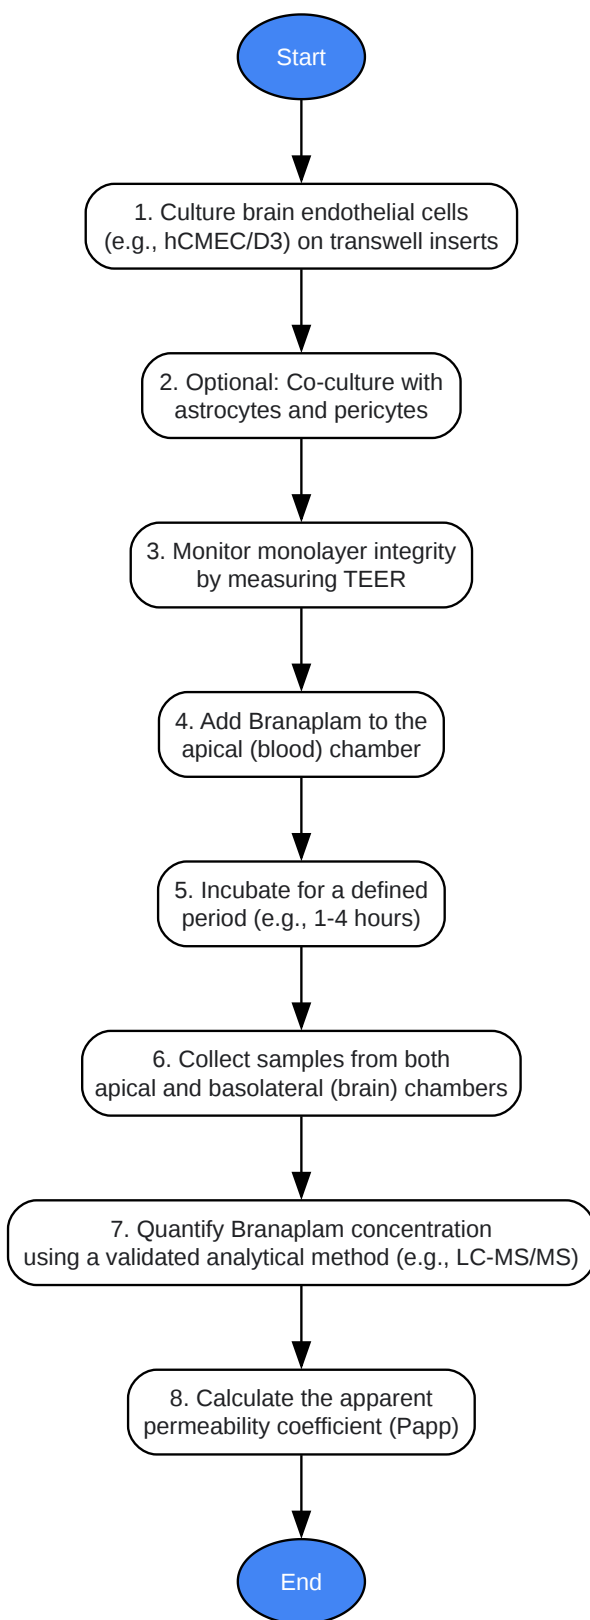 Start
1. Culture brain endothelial cells
(e.g., hCMEC/D3) on transwell inserts
2. Optional: Co-culture with
astrocytes and pericytes
3. Monitor monolayer integrity
by measuring TEER
4. Add Branaplam to the
apical (blood) chamber
5. Incubate for a defined
period (e.g., 1-4 hours)
6. Collect samples from both
apical and basolateral (brain) chambers
7. Quantify Branaplam concentration
using a validated analytical method (e.g., LC-MS/MS)
8. Calculate the apparent
permeability coefficient (Papp)
End